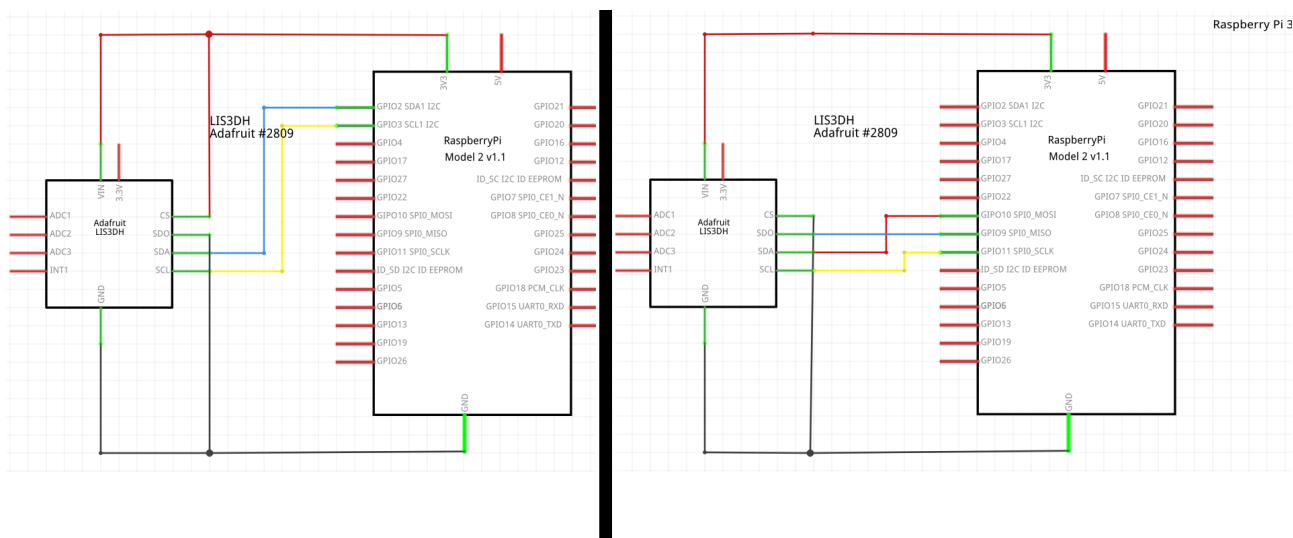 3V3
5V
GPIO2 SDA1 I2C
GPIO21
LIS3DH
Adafruit #2809
GPIO3 SCL1 I2C
GPIO20
RaspberryPi
Model 2 v1.1
GPIO4
GPIO16
GPIO17
GPIO12
GPIO27
ID_SC I2C ID EEPROM
GPIO22
GPIO7 SPI0_CE1_N
GPIO10 SPI0_MOSI
GPIO8 SPI0_CE0_N
GPIO9 SPI0_MISO
GPIO25
GPIO11 SPI0_SCLK
GPIO24
ID_SD I2C ID EEPROM
GPIO23
GPIO5
GPIO18 PCM_CLK
GPIO6
GPIO15 UART0_RXD
GPIO13
GPIO14 UART0_TXD
GPIO19
GPIO26
GND
VIN
3.3V
ADC1
CS
Adafruit
LIS3DH
ADC2
SDO
ADC3
SDA
INT1
SCL
GND
Raspberry Pi 3
3V3
5V
GPIO2 SDA1 I2C
GPIO21
LIS3DH
Adafruit #2809
GPIO3 SCL1 I2C
GPIO20
RaspberryPi
Model 2 v1.1
GPIO4
GPIO16
GPIO17
GPIO12
GPIO27
ID_SC I2C ID EEPROM
GPIO22
GPIO7 SPI0_CE1_N
GPIO10 SPI0_MOSI
GPIO8 SPI0_CE0_N
GPIO9 SPI0_MISO
GPIO25
GPIO11 SPI0_SCLK
GPIO24
ID_SD I2C ID EEPROM
GPIO23
GPIO5
GPIO18 PCM_CLK
GPIO6
GPIO15 UART0_RXD
GPIO13
GPIO14 UART0_TXD
GPIO19
GPIO26
GND
VIN
3.3V
ADC1
CS
Adafruit
LIS3DH
ADC2
SDO
ADC3
SDA
INT1
SCL
GND